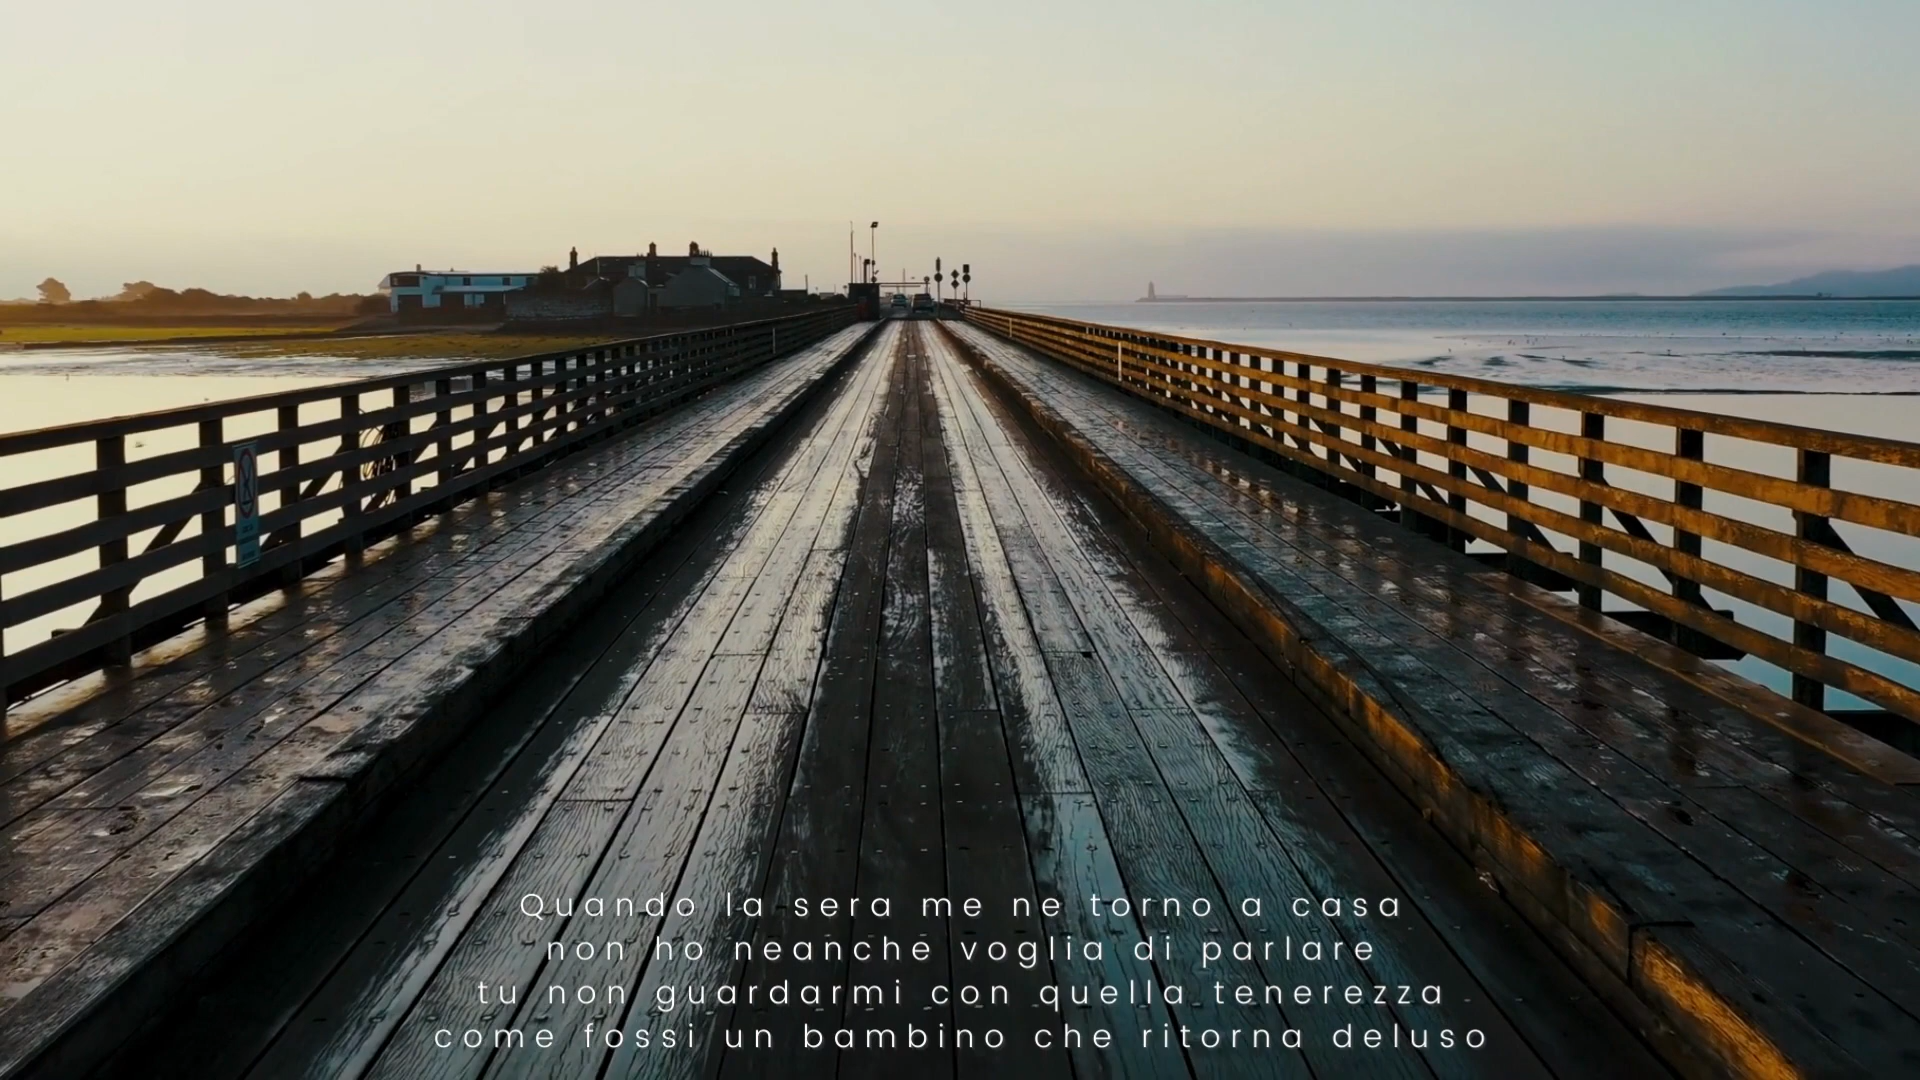 Quando la sera me ne torno a casa
non ho neanche voglia di parlare
tu non guardarmi con quella tenerezza
come fossi un bambino che ritorna deluso